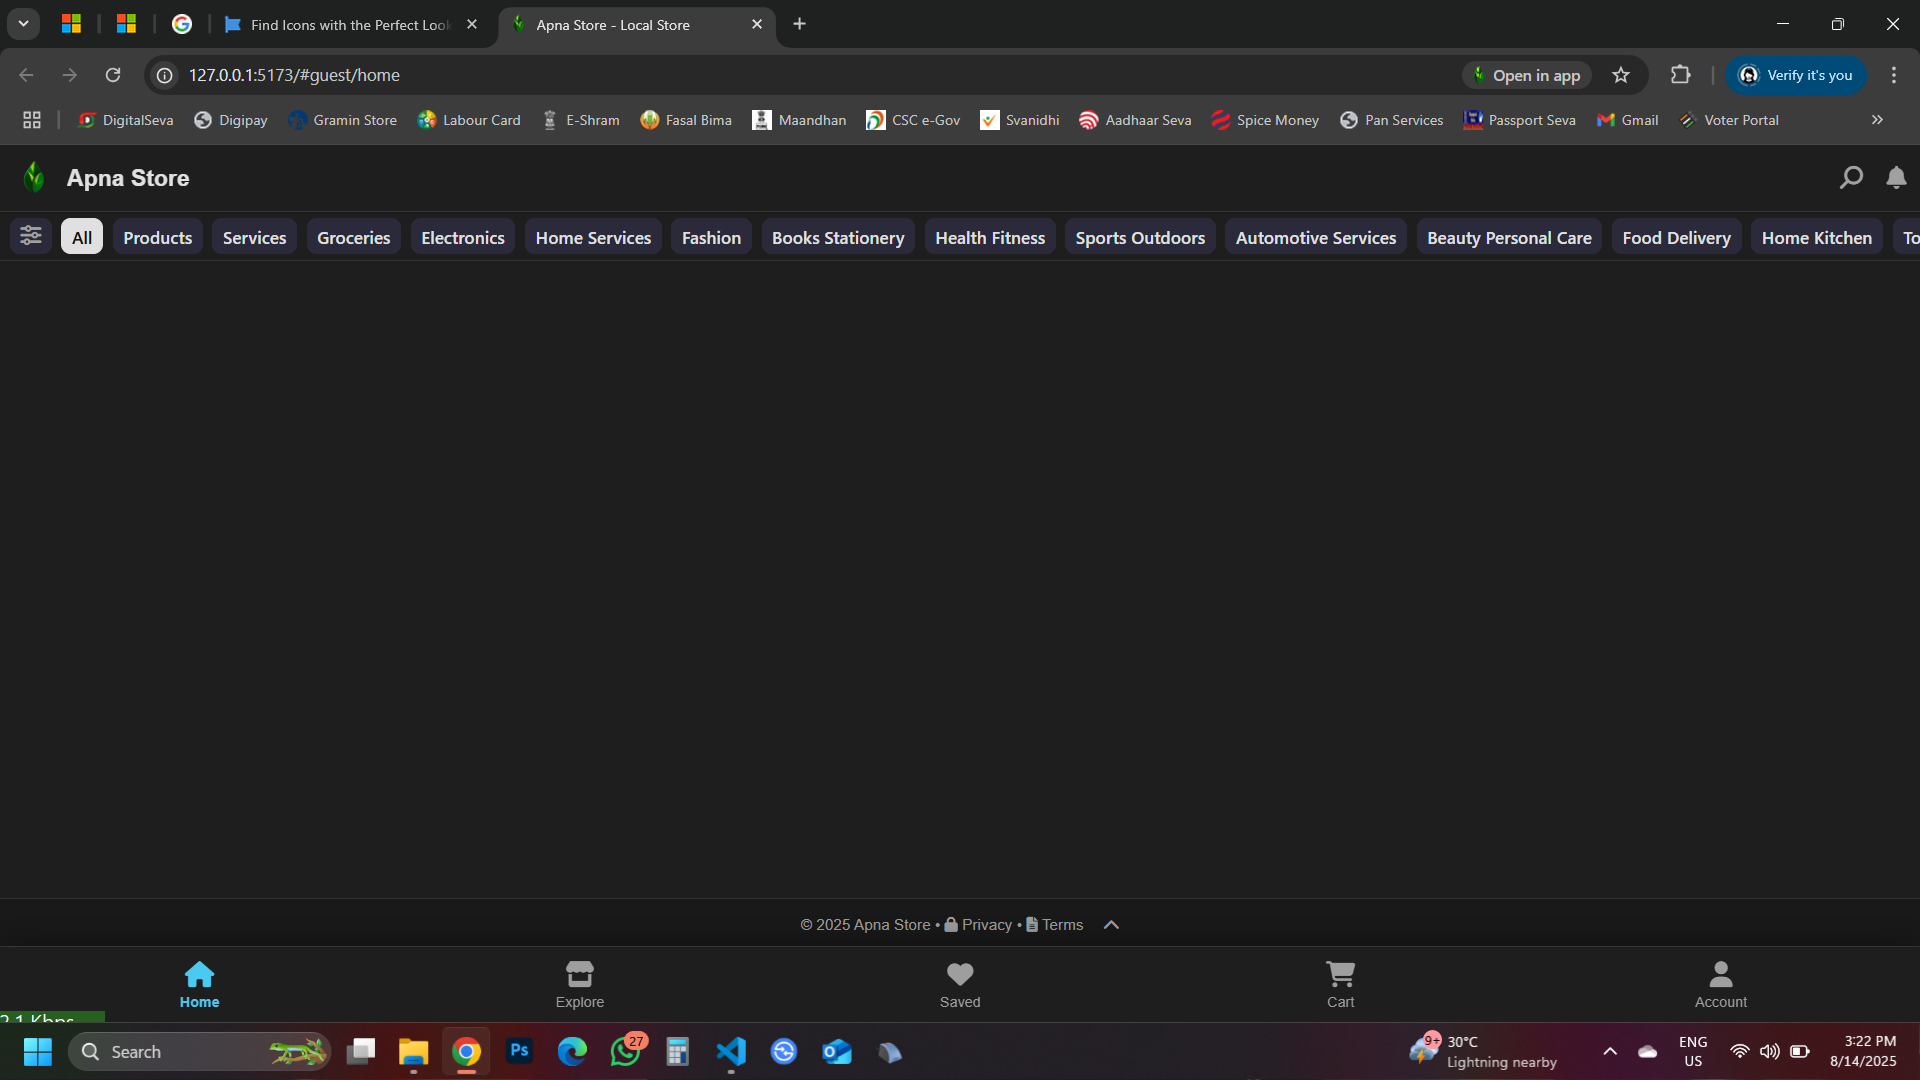 Find Icons with the Perfect Look
Apna Store - Local Store
127.0.0.1:5173/#guest/home
Open in app
Verify it's you
DigitalSeva
Digipay
Gramin Store
Labour Card
E-Shram
Fasal Bima
Maandhan
CSC e-Gov
Svanidhi
Aadhaar Seva
Spice Money
Pan Services
Passport Seva
Gmail
Voter Portal
Apna Store
All
Products
Services
Groceries
Electronics
Home Services
Fashion
Books Stationery
Health Fitness
Sports Outdoors
Automotive Services
Beauty Personal Care
Food Delivery
Home Kitchen
To
© 2025 Apna Store • Privacy • Terms
Home
Explore
Saved
Cart
Account
2.1 Kbps
Search
Ps
27
9+
30°C
Lightning nearby
ENG
US
3:22 PM
8/14/2025